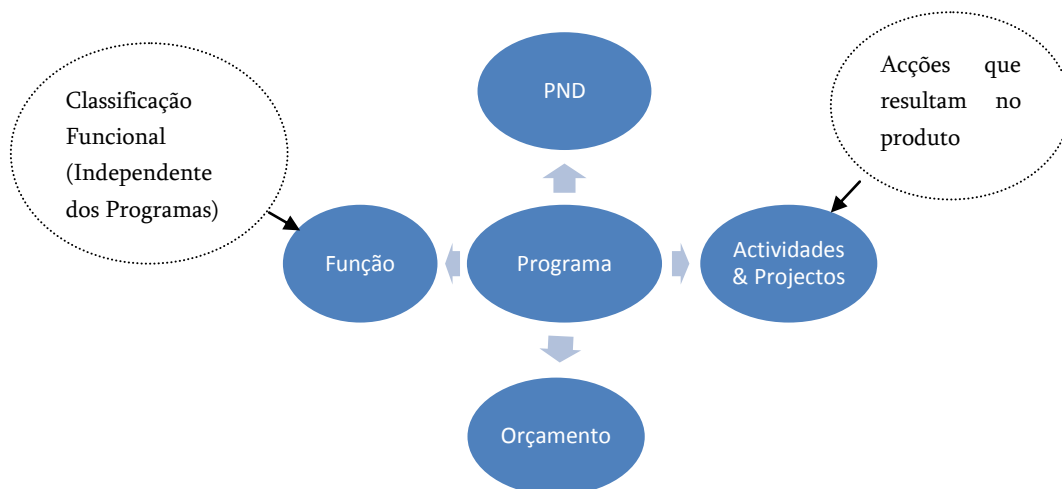 PND
Classificação
Funcional
(Independente
dos Programas)
Acções que
resultam no
produto
Função
Programa
Actividades
& Projectos
Orçamento